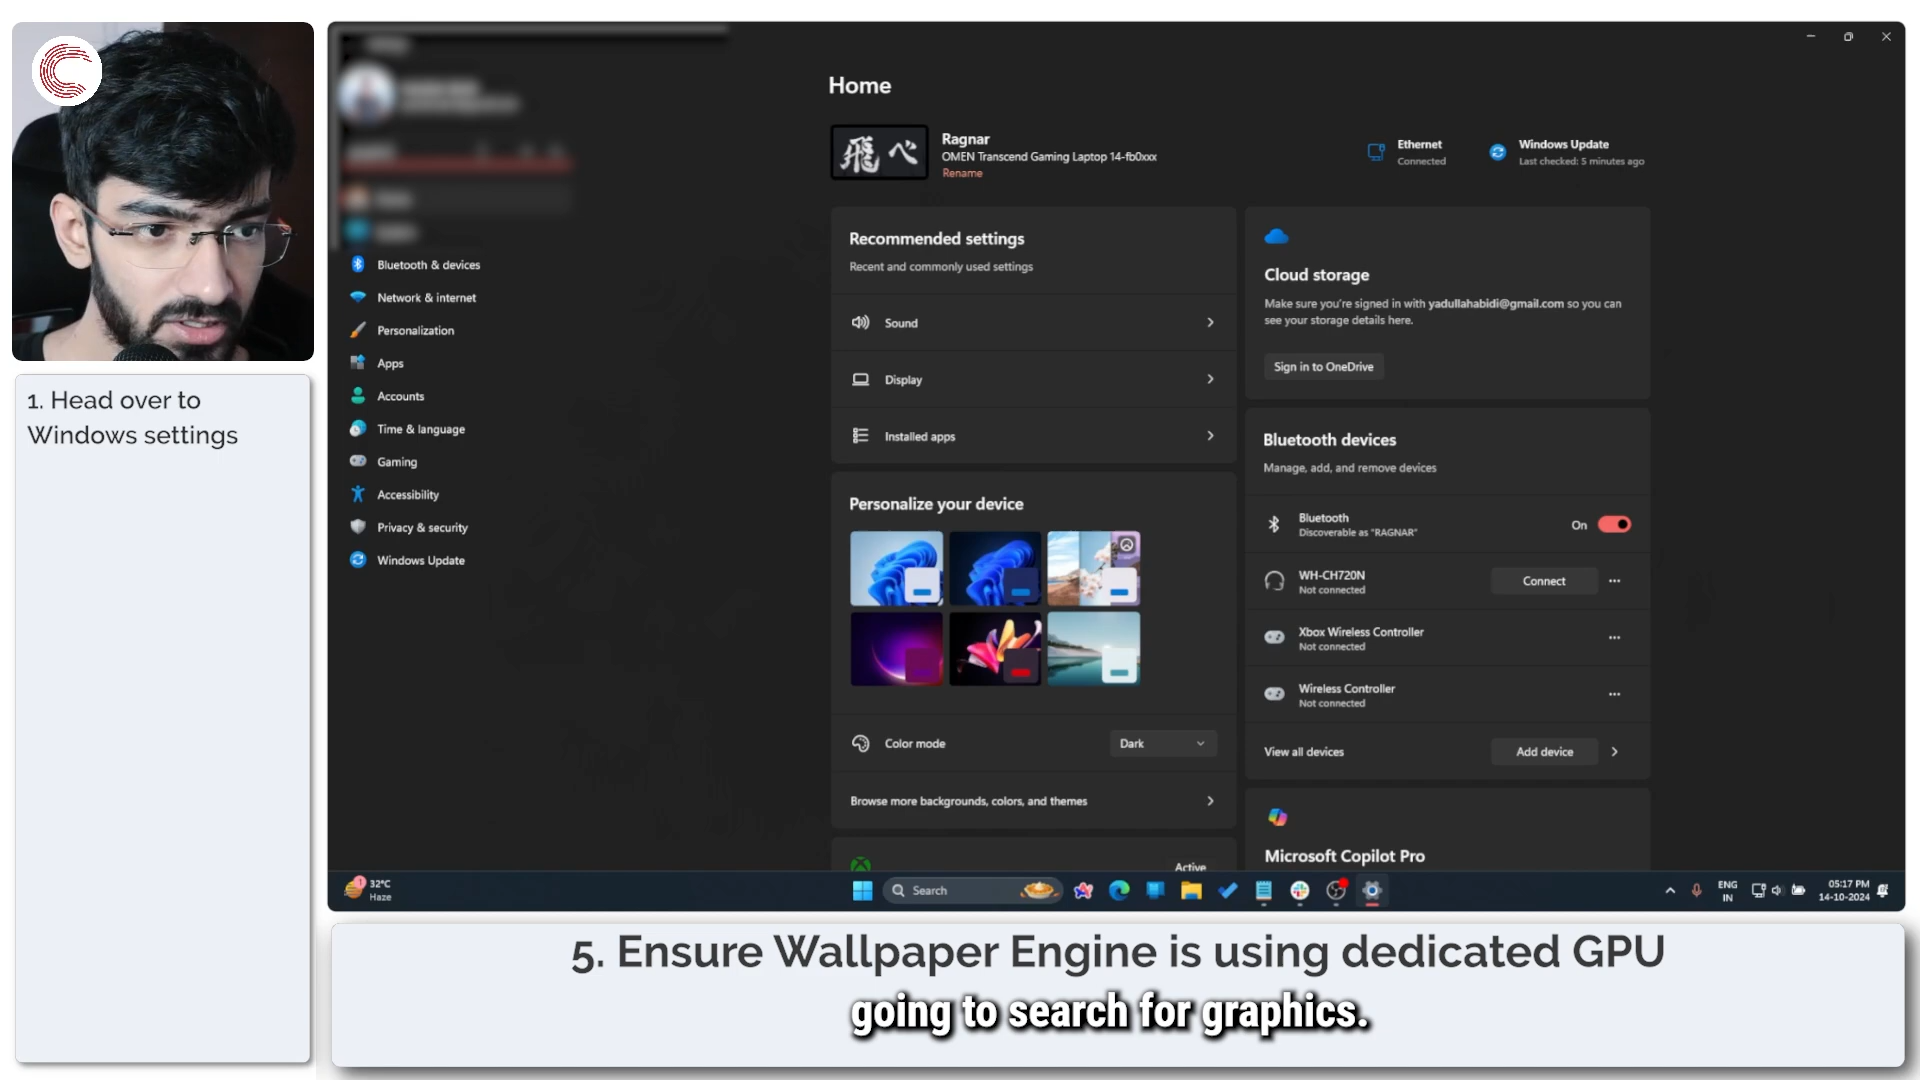 1. Head over to
Windows settings
Home
飛べ
Ragnar
OMEN Transcend Gaming Laptop 14-fb0xxx
Rename
Ethernet
Connected
Windows Update
Last checked: 5 minutes ago
Bluetooth & devices
Network & internet
Personalization
Apps
Accounts
Time & language
Gaming
Accessibility
Privacy & security
Windows Update
Recommended settings
Recent and commonly used settings
Sound
Display
Installed apps
Personalize your device
Color mode
Dark
Browse more backgrounds, colors, and themes
Active
Cloud storage
Make sure you're signed in with yadullahabidi@gmail.com so you can
see your storage details here.
Sign in to OneDrive
Bluetooth devices
Manage, add, and remove devices
Bluetooth
Discoverable as "RAGNAR"
On
WH-CH720N
Not connected
Connect
Xbox Wireless Controller
Not connected
Wireless Controller
Not connected
View all devices
Add device
Microsoft Copilot Pro
1
32°C
Haze
Search
ENG
IN
05:17 PM
14-10-2024
5. Ensure Wallpaper Engine is using dedicated GPU
going to search for graphics.